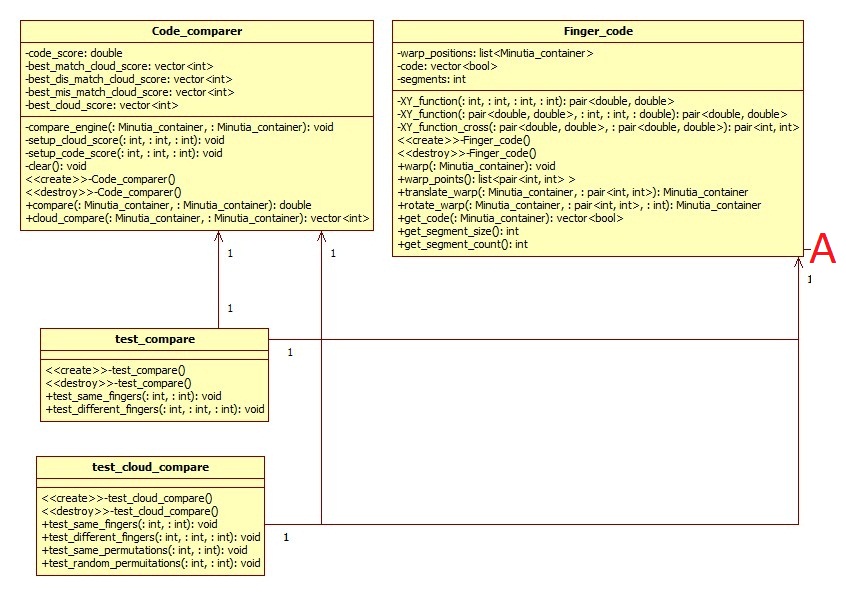 Code_comparer
-code_score: double
-best_match_cloud_score: vector<int>
-best_dis_match_cloud_score: vector<int>
-best_mis_match_cloud_score: vector<int>
-best_cloud_score: vector<int>
-compare_engine(: Minutia_container, : Minutia_container): void
-setup_cloud_score(: int, : int, : int): void
-setup_code_score(: int, : int, : int): void
-clear(): void
<<create>>-Code_comparer()
<<destroy>>-Code_comparer()
+compare(: Minutia_container, : Minutia_container): double
+cloud_compare(: Minutia_container, : Minutia_container): vector<int>
Finger_code
-warp_positions: list<Minutia_container>
-code: vector<bool>
-segments: int
-XY_function(: int, : int, : int, : int): pair<double, double>
-XY_function(: pair<double, double>, : int, : int, : double): pair<double, double>
-XY_function_cross(: pair<double, double>, : pair<double, double>): pair<int, int>
<<create>>-Finger_code()
<<destroy>>-Finger_code()
+warp(: Minutia_container): void
+warp_points(): list<pair<int, int> >
+translate_warp(: Minutia_container, : pair<int, int>): Minutia_container
+rotate_warp(: Minutia_container, : pair<int, int>, : int): Minutia_container
+get_code(: Minutia_container): vector<bool>
+get_segment_size(): int
+get_segment_count(): int
A
1
1
1
1
test_compare
<<create>>-test_compare()
<<destroy>>-test_compare()
+test_same_fingers(: int, : int): void
+test_different_fingers(: int, : int, : int): void
1
test_cloud_compare
<<create>>-test_cloud_compare()
<<destroy>>-test_cloud_compare()
+test_same_fingers(: int, : int): void
+test_different_fingers(: int, : int, : int): void
+test_same_permutations(: int, : int): void
+test_random_permuitations(: int, : int): void
1